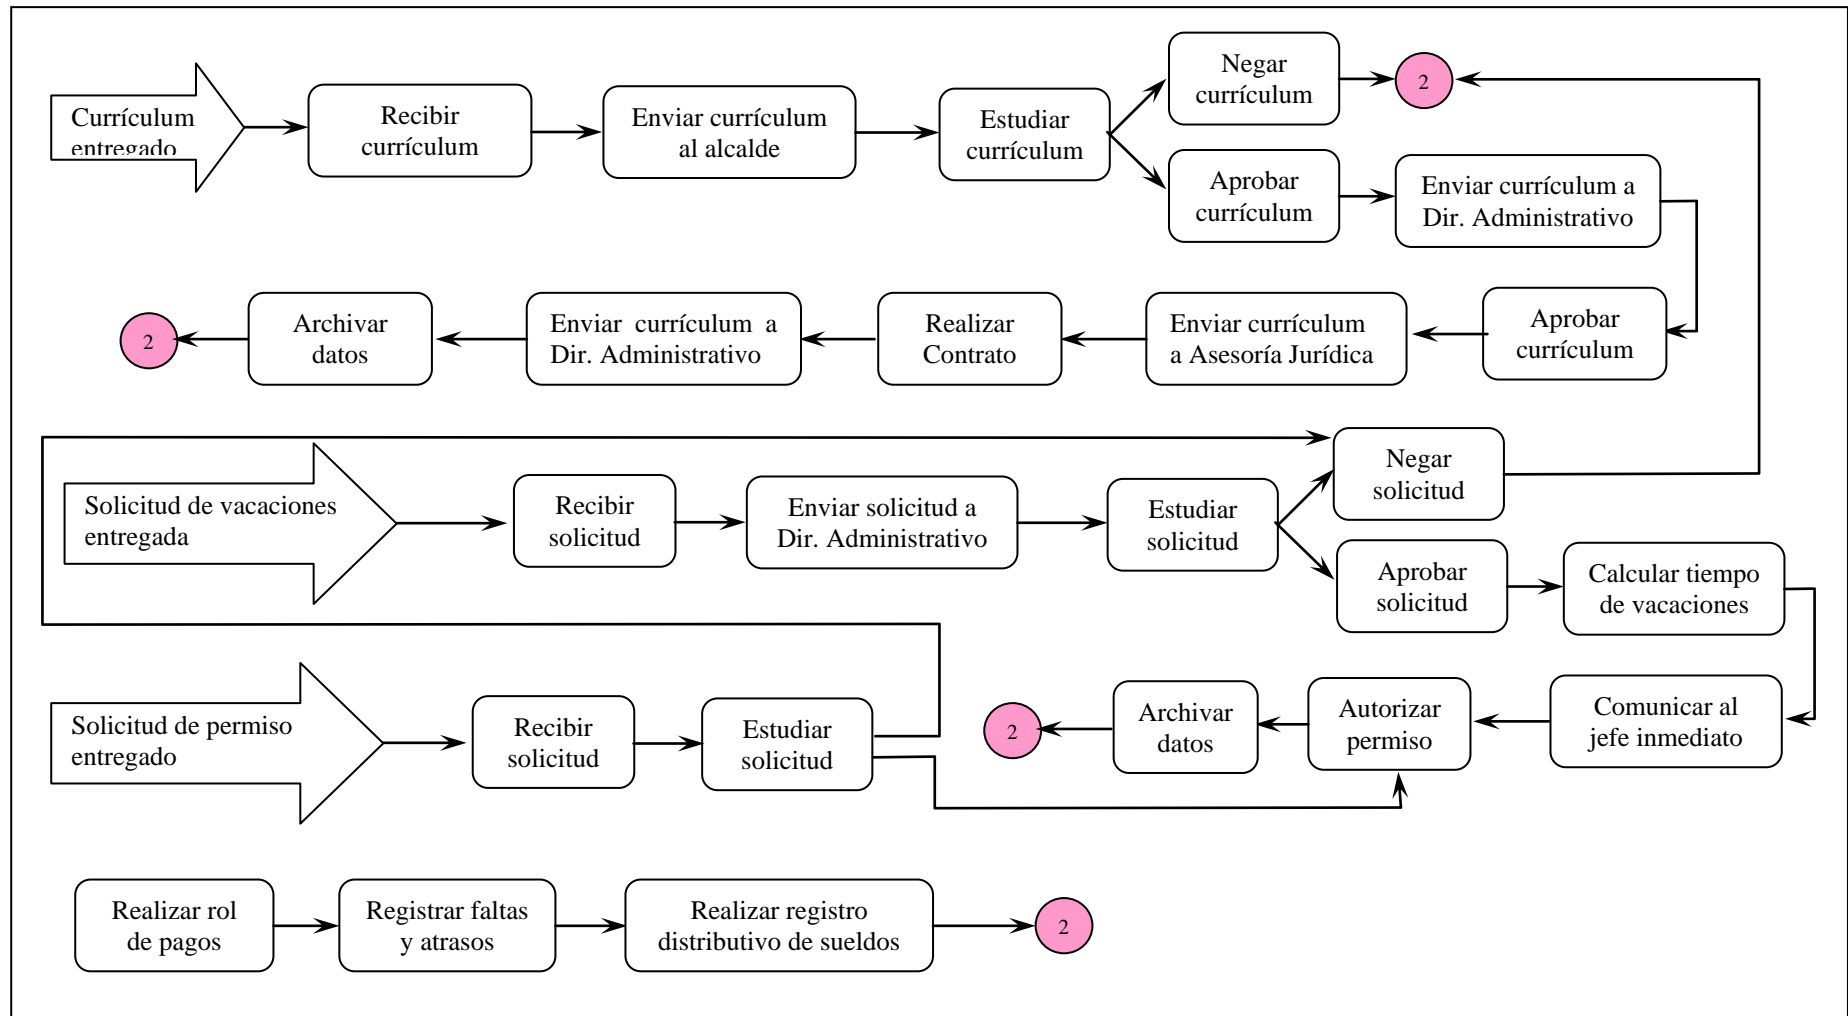 Currículum
entregado
Recibir
currículum
Enviar currículum
al alcalde
Estudiar
currículum
Negar
currículum
2
Aprobar
currículum
Enviar currículum a
Dir. Administrativo
Aprobar
currículum
Enviar currículum
a Asesoría Jurídica
Realizar
Contrato
Enviar currículum a
Dir. Administrativo
Archivar
datos
2
Solicitud de vacaciones
entregada
Recibir
solicitud
Enviar solicitud a
Dir. Administrativo
Estudiar
solicitud
Negar
solicitud
Aprobar
solicitud
Calcular tiempo
de vacaciones
Comunicar al
jefe inmediato
Autorizar
permiso
Archivar
datos
2
Solicitud de permiso
entregado
Recibir
solicitud
Estudiar
solicitud
Realizar rol
de pagos
Registrar faltas
y atrasos
Realizar registro
distributivo de sueldos
2